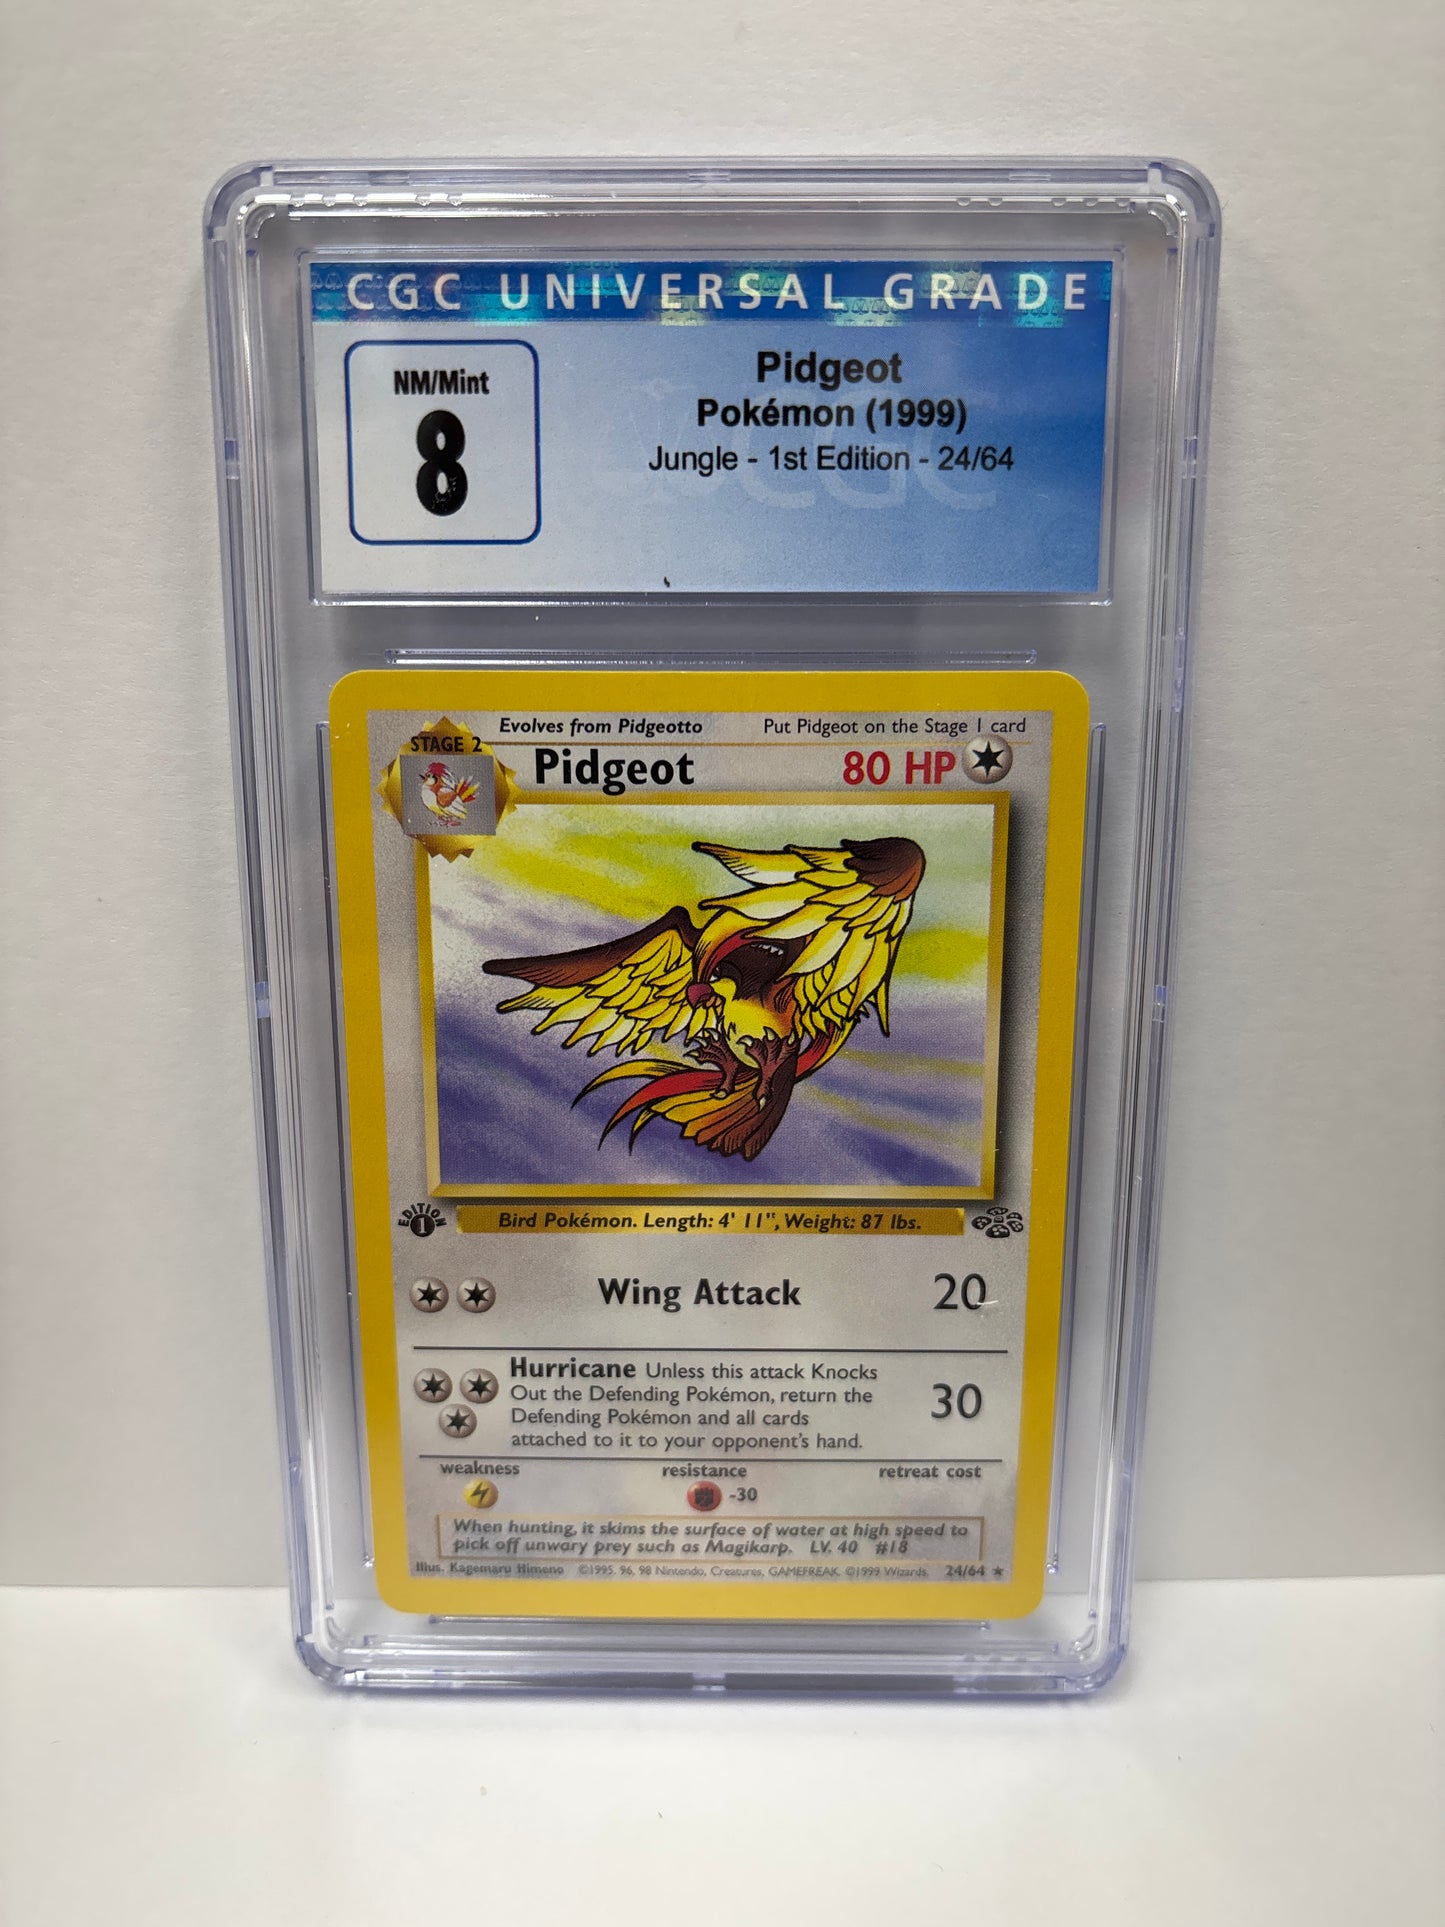 CGC UNIVERSAL GRADE
NM/Mint
8
Pidgeot
Pokémon (1999)
Jungle - 1st Edition - 24/64
CGC
Evolves from Pidgeotto
Put Pidgeot on the Stage 1 card
STAGE 2
Pidgeot
80 HP
EDITION
1
Bird Pokémon. Length: 4' 11", Weight: 87 lbs.
Wing Attack 20
Hurricane Unless this attack Knocks
Out the Defending Pokémon, return the
Defending Pokémon and all cards
attached to it to your opponent's hand.
30
weakness resistance retreat cost
-30
When hunting, it skims the surface of water at high speed to
pick off unwary prey such as Magikarp. LV. 40 #18
Illus. Kagemaru Himeno ©1995, 96, 98 Nintendo, Creatures, GAMEFREAK. ©1999 Wizards. 24/64 ★